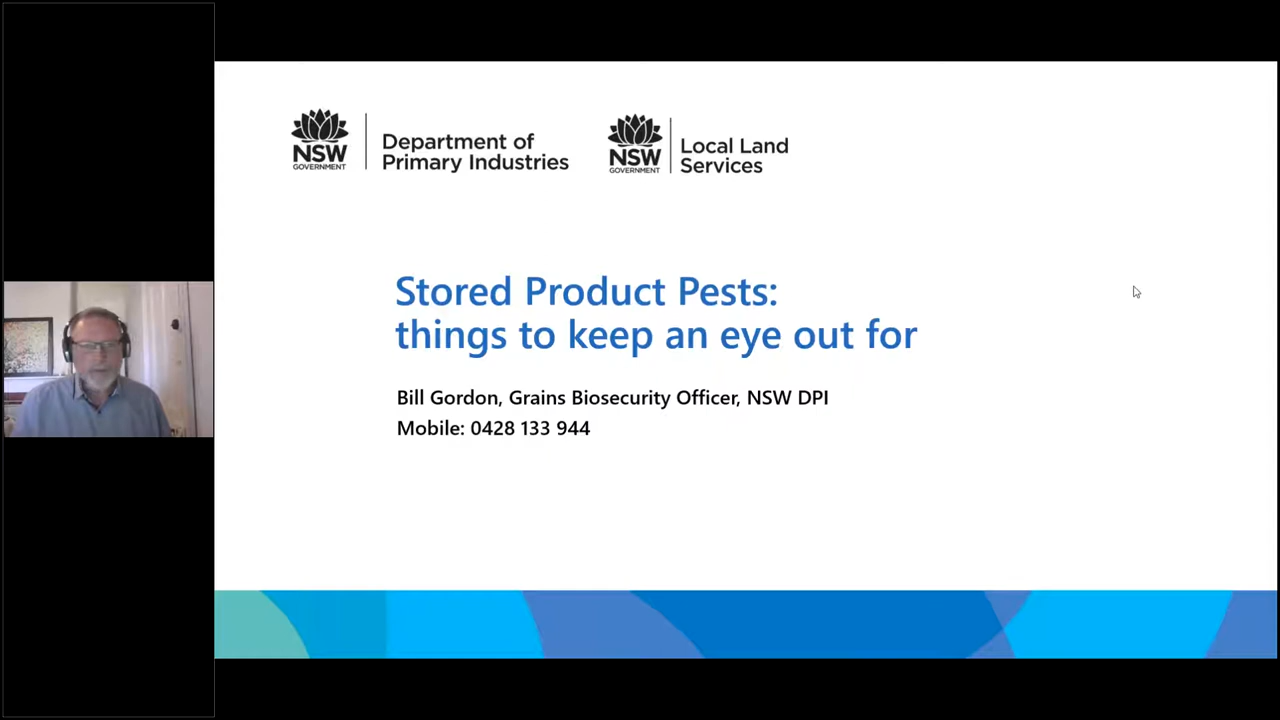 NSW
GOVERNMENT
Department of
Primary Industries
NSW
GOVERNMENT
Local Land
Services
Stored Product Pests:
things to keep an eye out for
Bill Gordon, Grains Biosecurity Officer, NSW DPI
Mobile: 0428 133 944